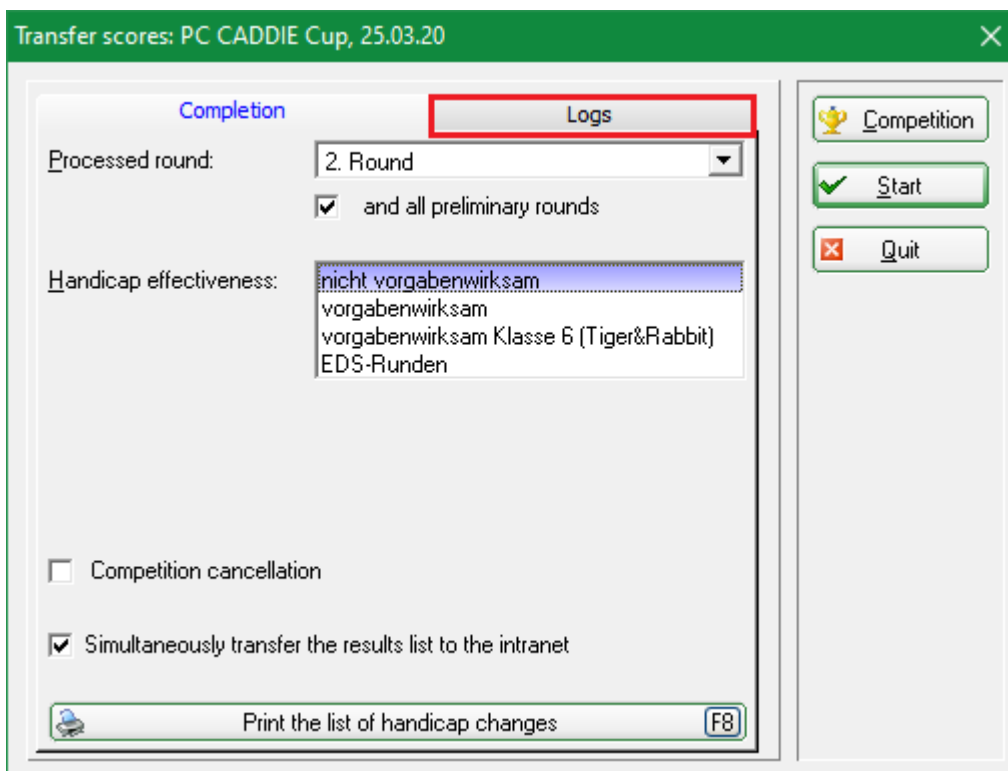 Transfer scores: PC CADDIE Cup, 25.03.20
Completion
Logs
Processed round:
2. Round
and all preliminary rounds
Handicap effectiveness:
nicht vorgabenwirksam
vorgabenwirksam
vorgabenwirksam Klasse 6 (Tiger&Rabbit)
EDS-Runden
Competition cancellation
Simultaneously transfer the results list to the intranet
Print the list of handicap changes
F8
Competition
Start
Quit